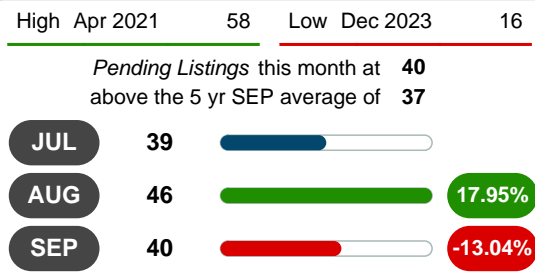 High Apr 2021 58 Low Dec 2023 16
Pending Listings this month at 40
above the 5 yr SEP average of 37
JUL 39
AUG 46 17.95%
SEP 40 -13.04%